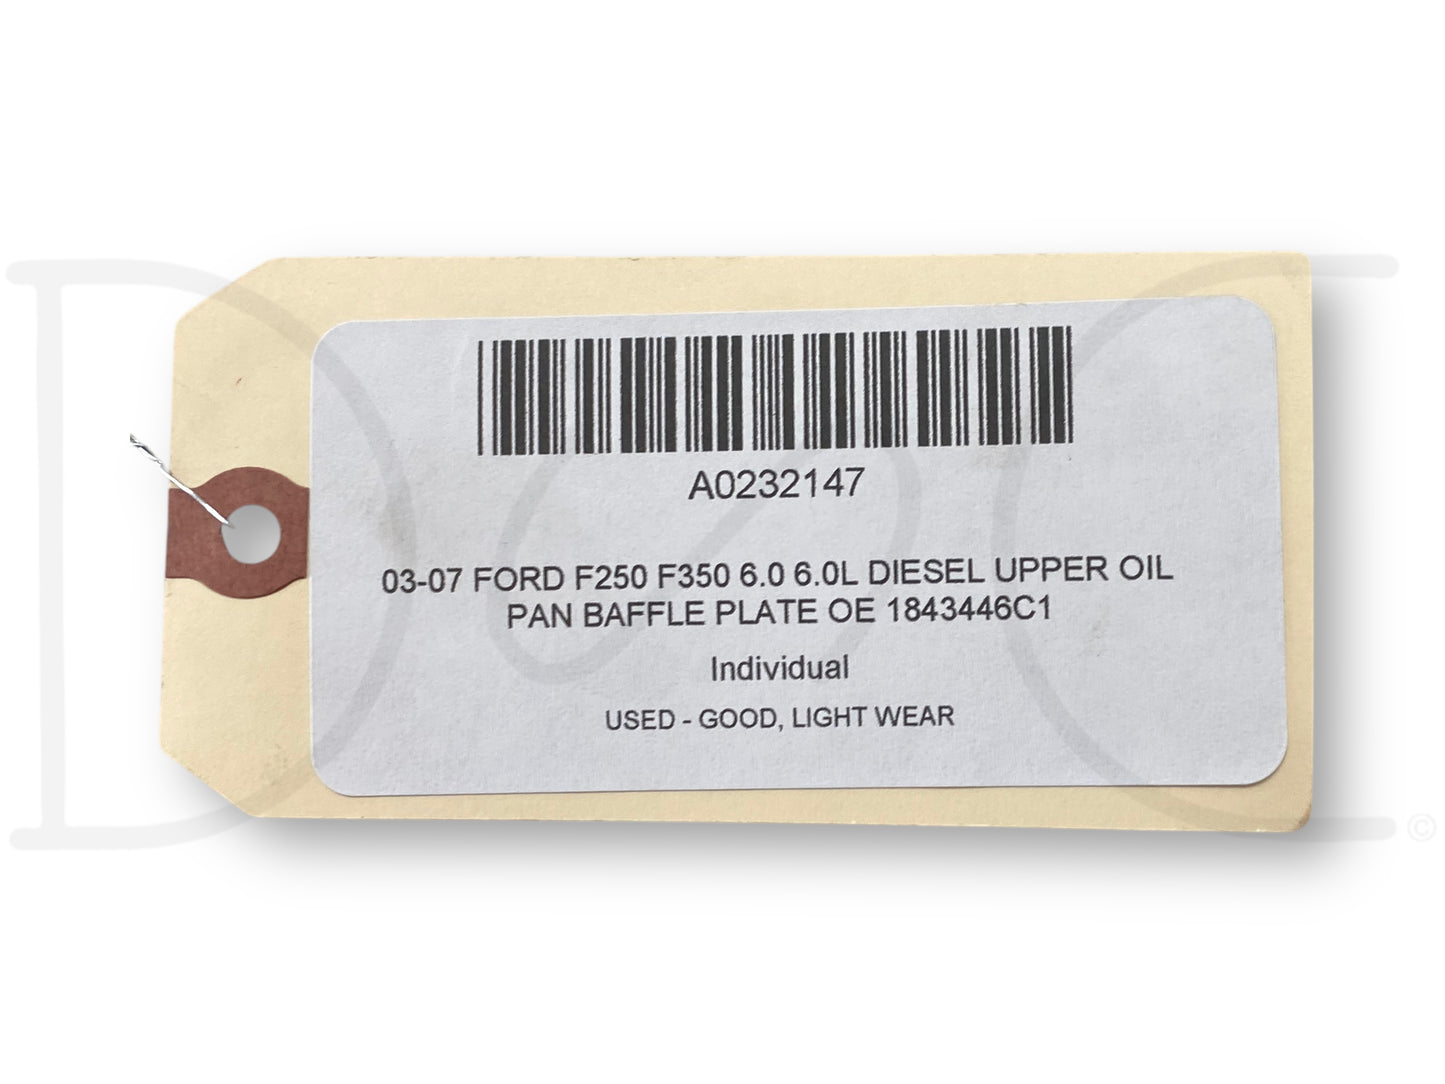 A0232147
03-07 FORD F250 F350 6.0 6.0L DIESEL UPPER OIL
PAN BAFFLE PLATE OE 1843446C1
Individual
USED - GOOD, LIGHT WEAR
©